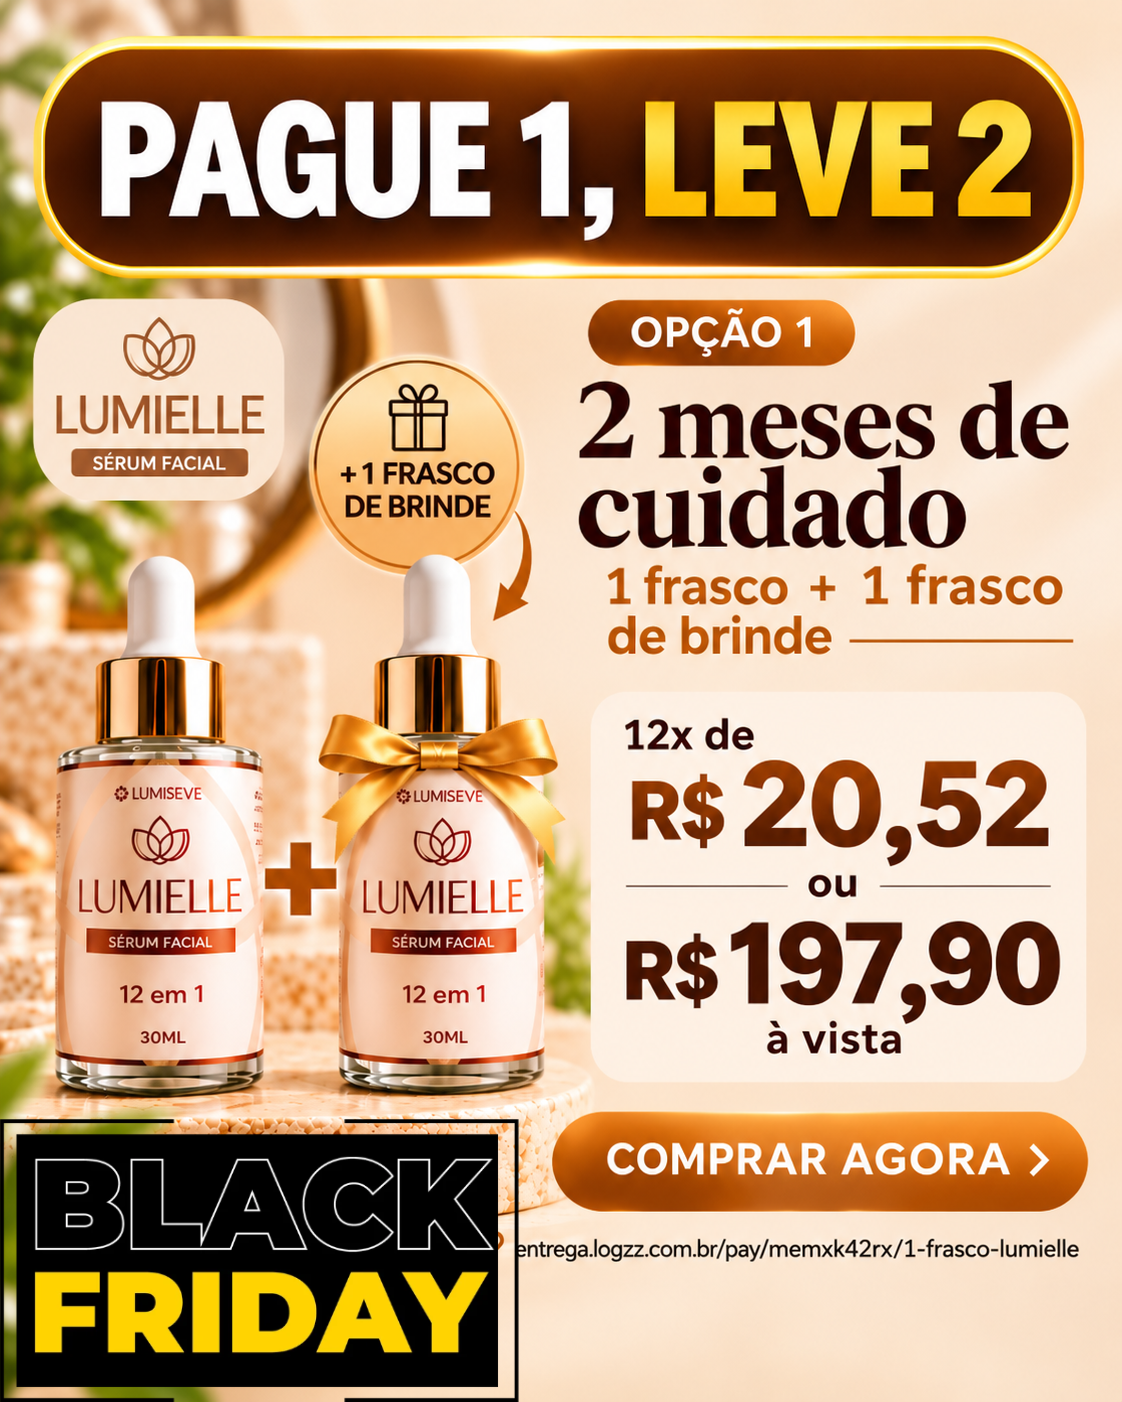 PAGUE 1, LEVE 2
LUMIELLE
SÉRUM FACIAL
+1 FRASCO
DE BRINDE
OPÇÃO 1
2 meses de
cuidado
1 frasco + 1 frasco
de brinde
LUMISEVE
LUMIELLE
SÉRUM FACIAL
12 em 1
30ML
+
LUMISEVE
LUMIELLE
SÉRUM FACIAL
12 em 1
30ML
12x de
R$ 20,52
ou
R$ 197,90
à vista
COMPRAR AGORA >
entrega.logzz.com.br/pay/memxk42rx/1-frasco-lumielle
BLACK
FRIDAY